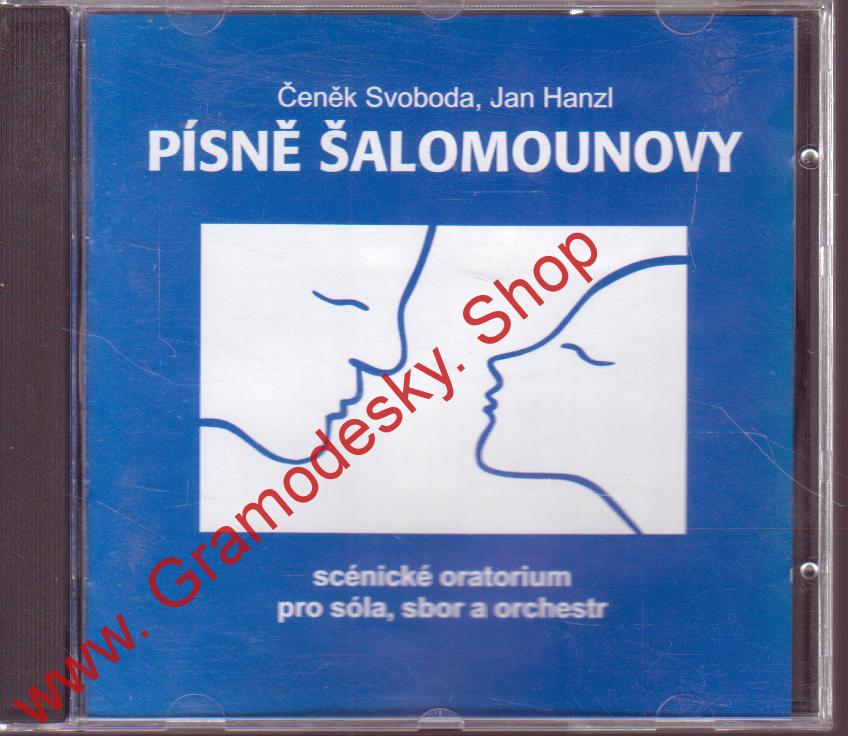 Čeněk Svoboda, Jan Hanzl
PÍSNĚ ŠALOMOUNOVY
www. Gramodesky. Shop
scénické oratorium
pro sóla, sbor a orchestr